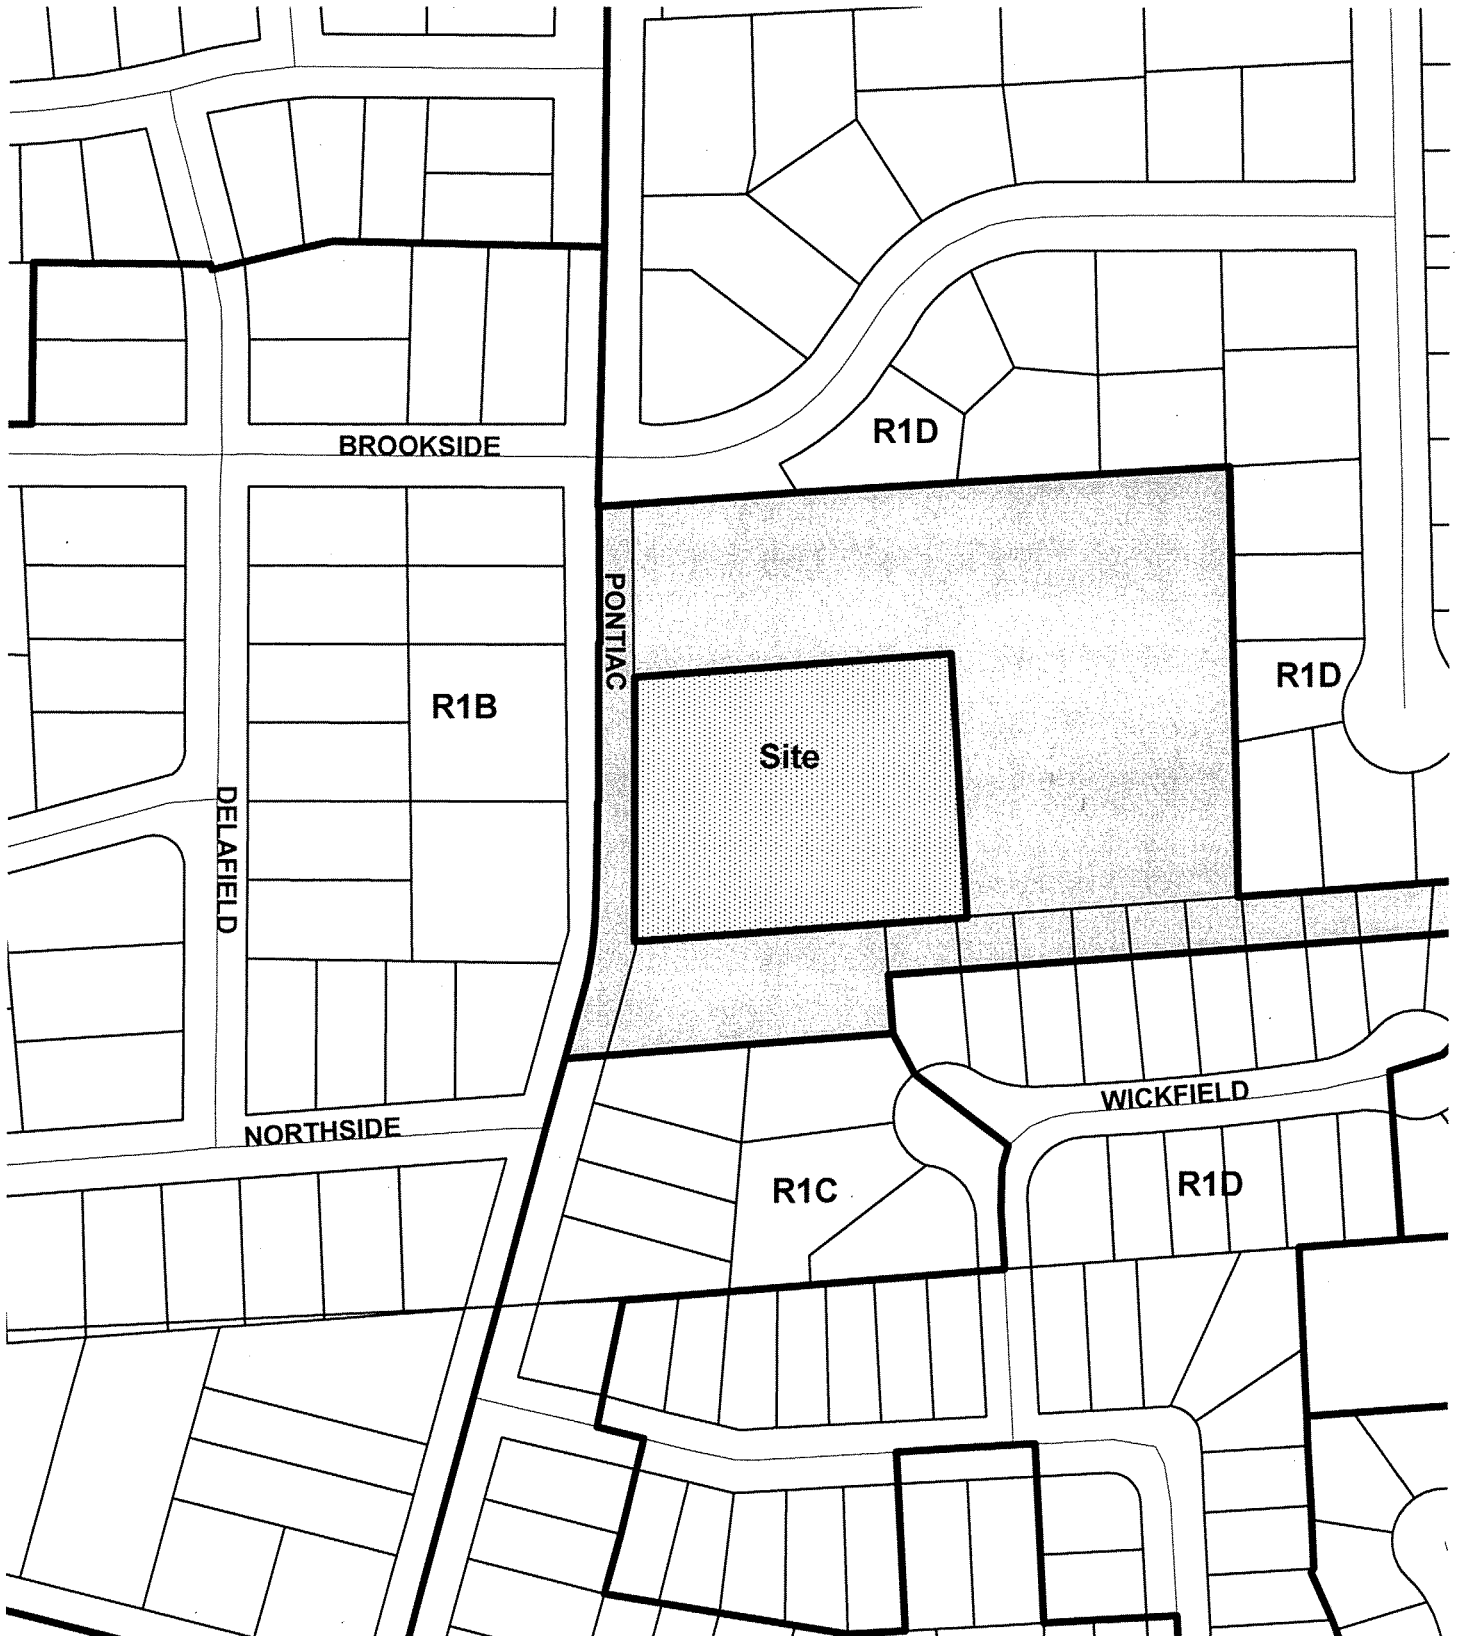 BROOKSIDE
R1D
PONTIAC
R1D
R1B
Site
DELAFIELD
WICKFIELD
NORTHSIDE
R1C
R1D